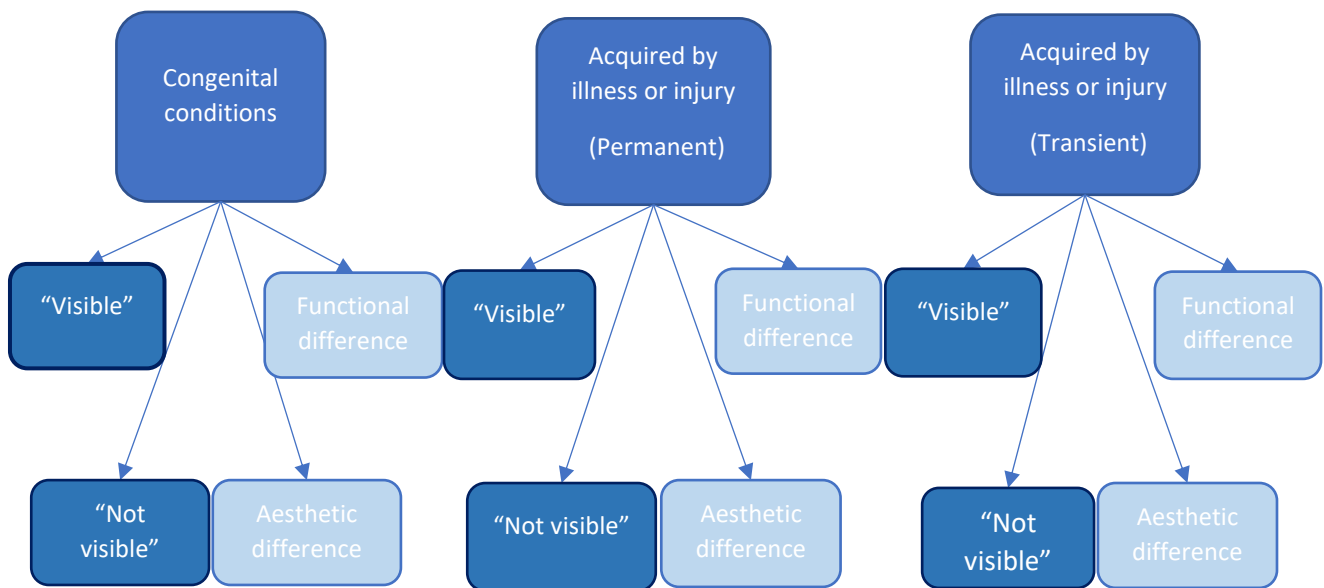 Congenital
conditions
Acquired by
illness or injury
(Permanent)
Acquired by
illness or injury
(Transient)
“Visible”
Functional
difference
“Visible”
Functional
difference
“Visible”
Functional
difference
“Not
visible”
Aesthetic
difference
“Not visible”
Aesthetic
difference
“Not
visible”
Aesthetic
difference